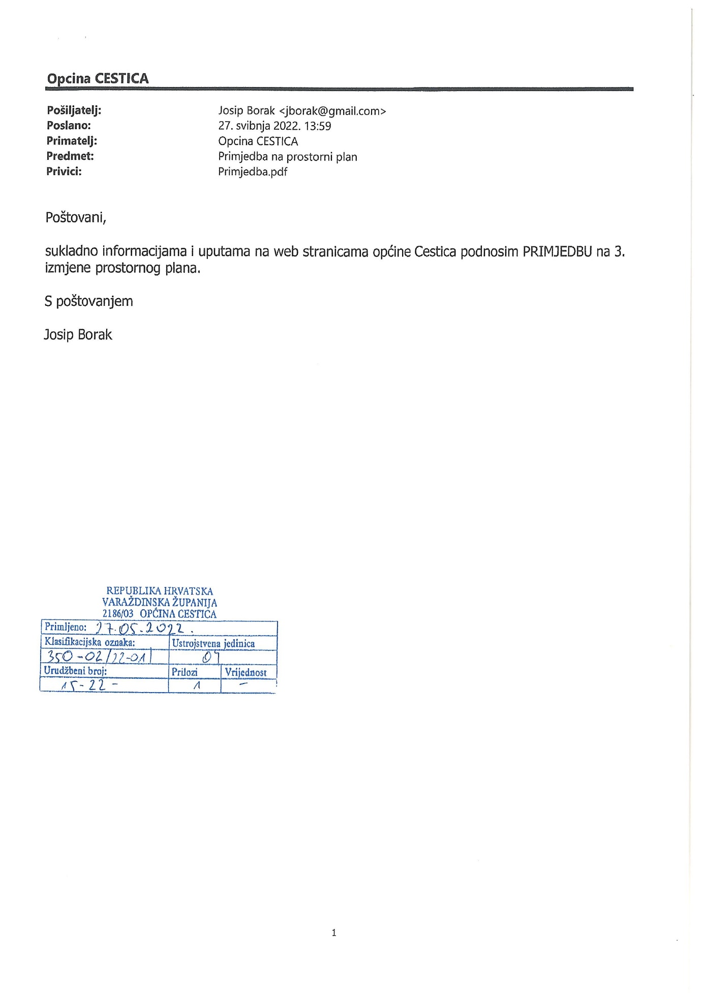 Opcina CESTICA
Pošiljatelj: Josip Borak <jborak@gmail.com>
Poslano: 27. svibnja 2022. 13:59
Primatelj: Opcina CESTICA
Predmet: Primjedba na prostorni plan
Privici: Primjedba.pdf
Poštovani,
sukladno informacijama i uputama na web stranicama općine Cestica podnosim PRIMJEDBU na 3.
izmjene prostornog plana.
S poštovanjem
Josip Borak
REPUBLIKA HRVATSKA
VARAŽDINSKA ŽUPANIJA
2186/03 OPĆINA CESTICA
Primljeno: 27.05.2022.
Klasifikacijska oznaka: Ustrojstvena jedinica
350-02/22-01/
Urudžbeni broj: Prilozi Vrijednost
15-22- 1 -
1